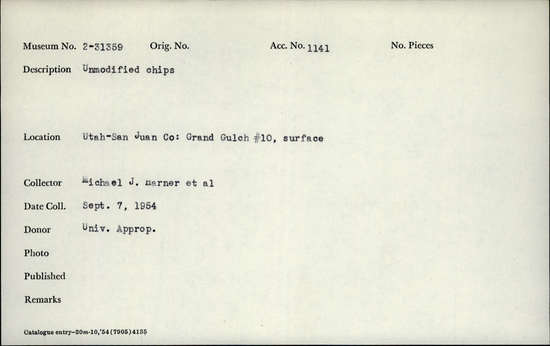 Museum No. 2-31359 Orig. No. Acc. No. 1141 No. Pieces
Description Unmodified chips
Location Utah-San Juan Co: Grand Gulch #10, surface
Collector Michael J. Harner et al
Date Coll. Sept. 7, 1954
Donor Univ. Approp.
Photo
Published
Remarks
Catalogue entry-20m-10,'54 (7905) 4135